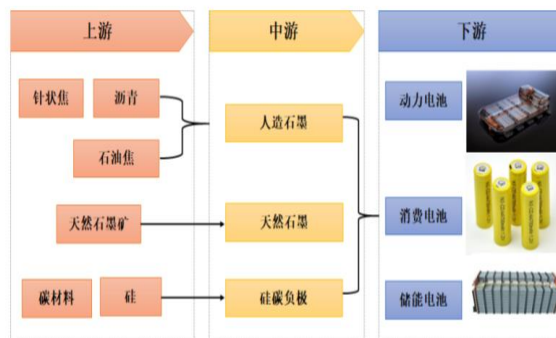 上游
中游
下游
针状焦
沥青
石油焦
天然石墨矿
碳材料
硅
人造石墨
天然石墨
硅碳负极
动力电池
消费电池
储能电池